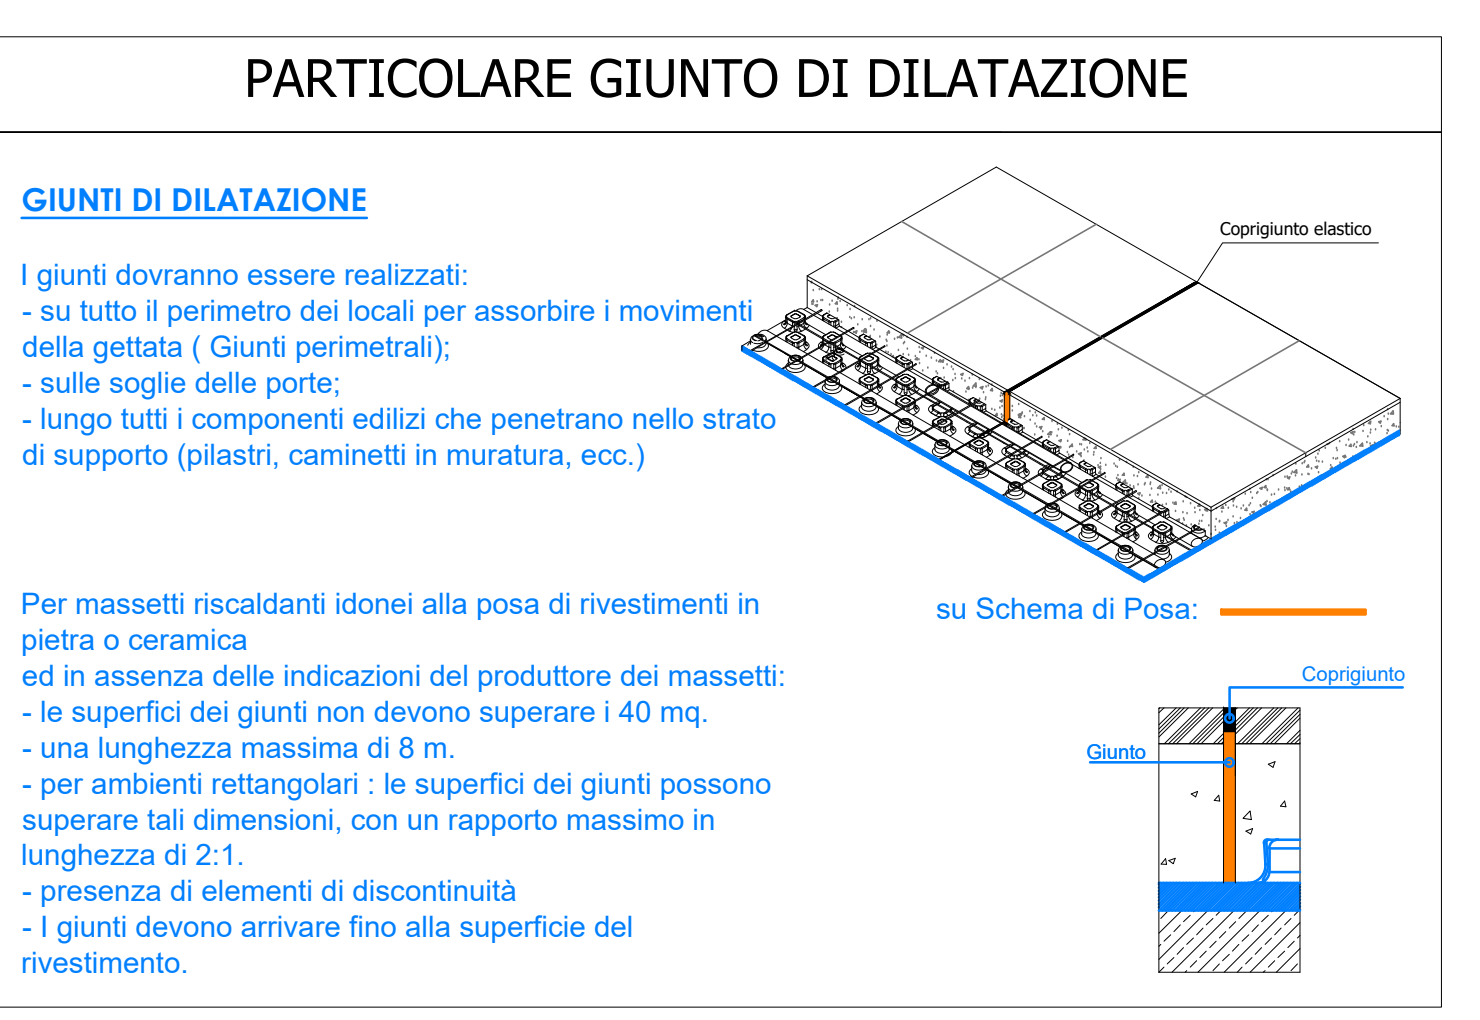 PARTICOLARE GIUNTO DI DILATAZIONE
GIUNTI DI DILATAZIONE
I giunti dovranno essere realizzati:
- su tutto il perimetro dei locali per assorbire i movimenti
della gettata ( Giunti perimetrali);
- sulle soglie delle porte;
- lungo tutti i componenti edilizi che penetrano nello strato
di supporto (pilastri, caminetti in muratura, ecc.)
Coprigiunto elastico
Per massetti riscaldanti idonei alla posa di rivestimenti in
pietra o ceramica
ed in assenza delle indicazioni del produttore dei massetti:
- le superfici dei giunti non devono superare i 40 mq.
- una lunghezza massima di 8 m.
- per ambienti rettangolari : le superfici dei giunti possono
superare tali dimensioni, con un rapporto massimo in
lunghezza di 2:1.
- presenza di elementi di discontinuità
- I giunti devono arrivare fino alla superficie del
rivestimento.
su Schema di Posa:
Coprigiunto
Giunto